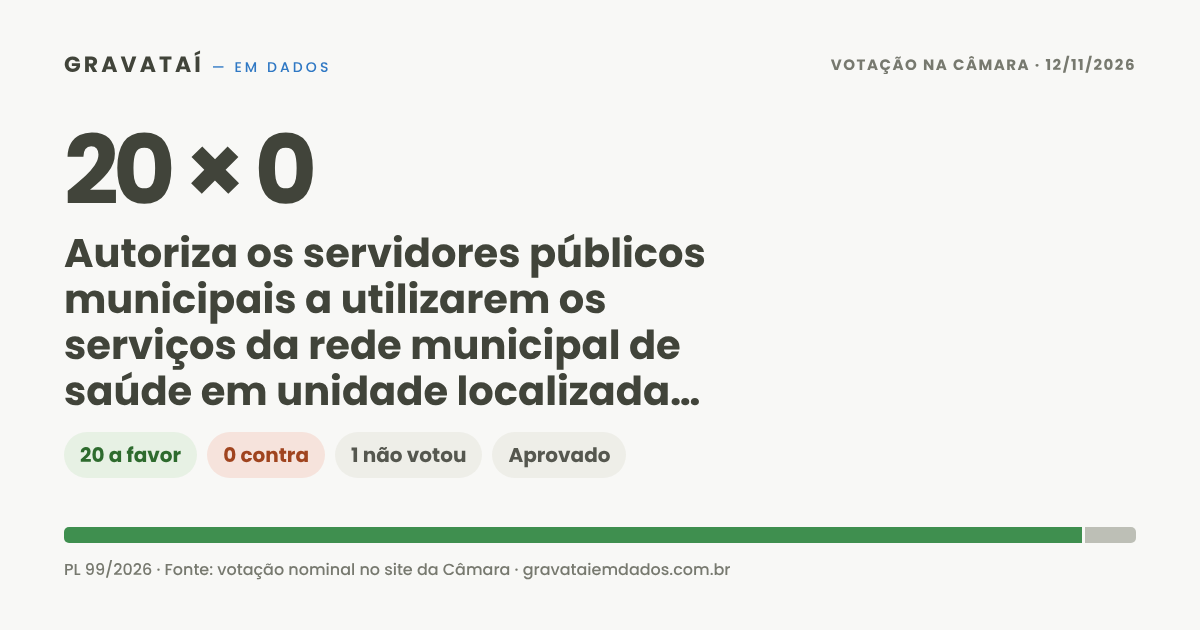 GRAVATAÍ — EM DADOS
VOTAÇÃO NA CÂMARA · 12/11/2026
20 × 0
Autoriza os servidores públicos
municipais a utilizarem os
serviços da rede municipal de
saúde em unidade localizada...
20 a favor
0 contra
1 não votou
Aprovado
PL 99/2026 · Fonte: votação nominal no site da Câmara · gravataiemdados.com.br